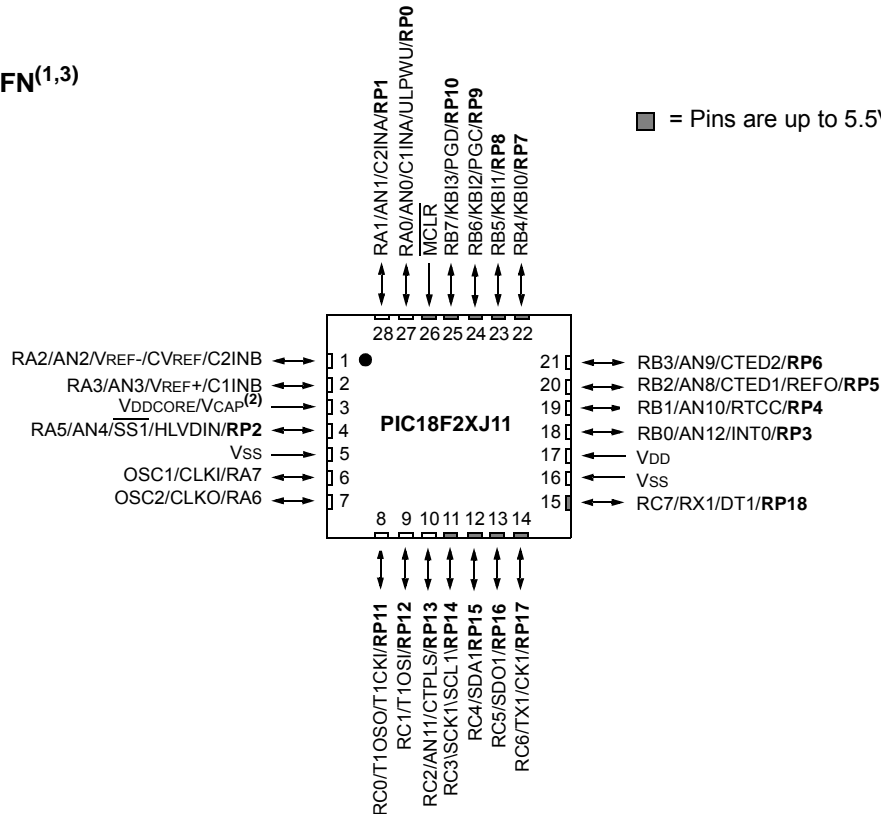 FN(1,3)
= Pins are up to 5.5V
RA1/AN1/C2INA/RP1
RA0/AN0/C1INA/ULPWU/RP0
MCLR
RB7/KBI3/PGD/RP10
RB6/KBI2/PGC/RP9
RB5/KBI1/RP8
RB4/KBI0/RP7
28 27 26 25 24 23 22
RA2/AN2/VREF-/CVREF/C2INB 1
RA3/AN3/VREF+/C1INB 2
VDDCORE/VCAP(2) 3
RA5/AN4/SS1/HLVDIN/RP2 4
VSS 5
OSC1/CLKI/RA7 6
OSC2/CLKO/RA6 7
PIC18F2XJ11
21 RB3/AN9/CTED2/RP6
20 RB2/AN8/CTED1/REFO/RP5
19 RB1/AN10/RTCC/RP4
18 RB0/AN12/INT0/RP3
17 VDD
16 VSS
15 RC7/RX1/DT1/RP18
8 9 10 11 12 13 14
RC0/T1OSO/T1CKI/RP11
RC1/T1OSI/RP12
RC2/AN11/CTPLS/RP13
RC3\SCK1\SCL1\RP14
RC4/SDA1RP15
RC5/SDO1/RP16
RC6/TX1/CK1/RP17